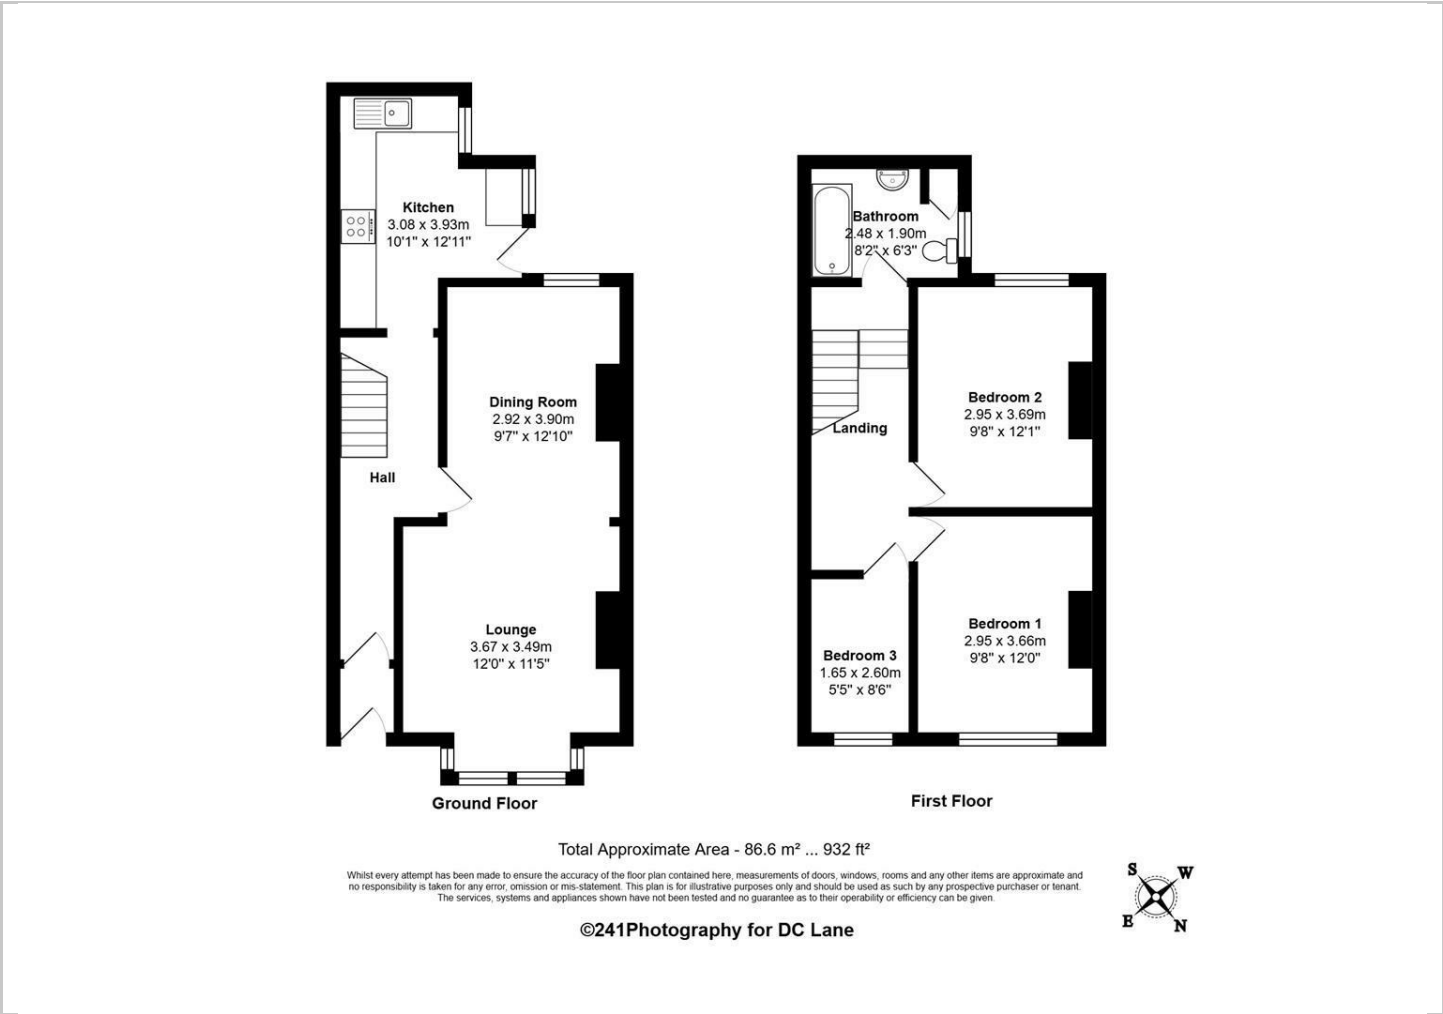 Kitchen
3.08 x 3.93m
10'1" x 12'11"
Dining Room
2.92 x 3.90m
9'7" x 12'10"
Hall
Lounge
3.67 x 3.49m
12'0" x 11'5"
Ground Floor
Bathroom
2.48 x 1.90m
8'2" x 6'3"
Bedroom 2
2.95 x 3.69m
9'8" x 12'1"
Landing
Bedroom 1
2.95 x 3.66m
9'8" x 12'0"
Bedroom 3
1.65 x 2.60m
5'5" x 8'6"
First Floor
Total Approximate Area - 86.6 m² ... 932 ft²
Whilst every attempt has been made to ensure the accuracy of the floor plan contained here, measurements of doors, windows, rooms and any other items are approximate and
no responsibility is taken for any error, omission or mis-statement. This plan is for illustrative purposes only and should be used as such by any prospective purchaser or tenant.
The services, systems and appliances shown have not been tested and no guarantee as to their operability or efficiency can be given.
©241Photography for DC Lane
S W
E N